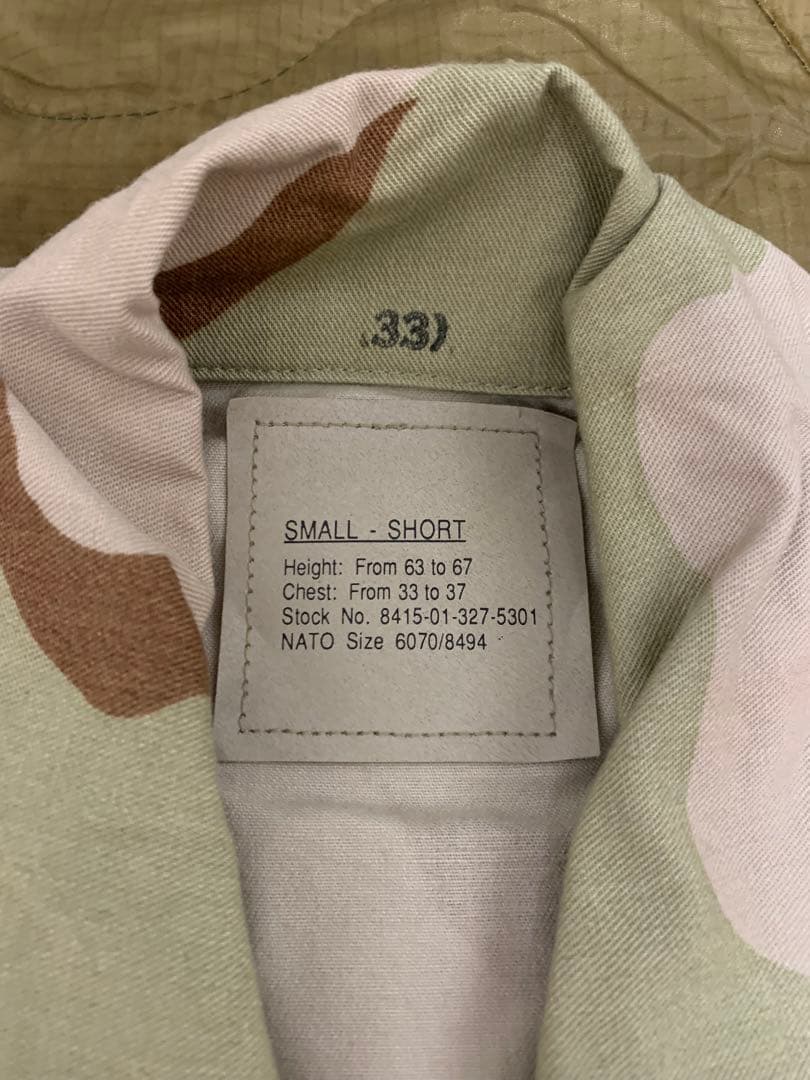 33)
SMALL - SHORT
Height: From 63 to 67
Chest: From 33 to 37
Stock No. 8415-01-327-5301
NATO Size 6070/8494